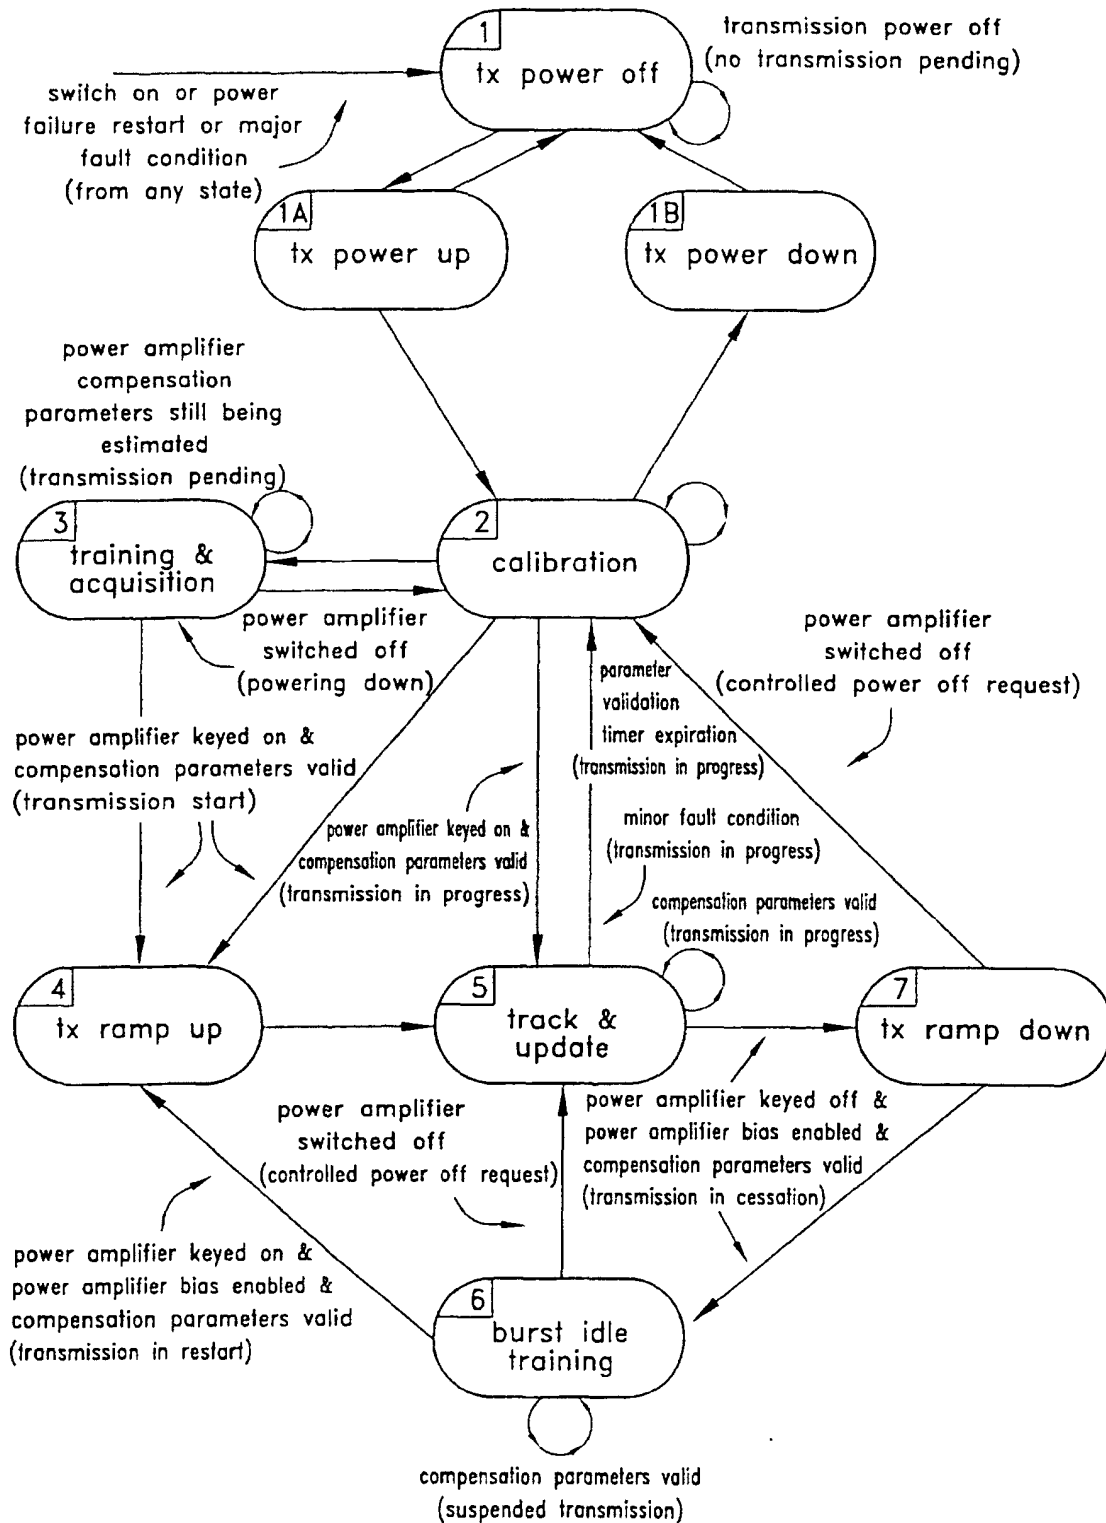 1
tx power off
transmission power off
(no transmission pending)
switch on or power
failure restart or major
fault condition
(from any state)
1A
tx power up
1B
tx power down
power amplifier
compensation
parameters still being
estimated
(transmission pending)
3
training &
acquisition
2
calibration
power amplifier
switched off
(powering down)
power amplifier
switched off
(controlled power off request)
parameter
validation
timer expiration
(transmission in progress)
power amplifier keyed on &
compensation parameters valid
(transmission start)
power amplifier keyed on &
compensation parameters valid
(transmission in progress)
minor fault condition
(transmission in progress)
compensation parameters valid
(transmission in progress)
4
tx ramp up
5
track &
update
7
tx ramp down
power amplifier
switched off
(controlled power off request)
power amplifier keyed off &
power amplifier bias enabled &
compensation parameters valid
(transmission in cessation)
power amplifier keyed on &
power amplifier bias enabled &
compensation parameters valid
(transmission in restart)
6
burst idle
training
compensation parameters valid
(suspended transmission)